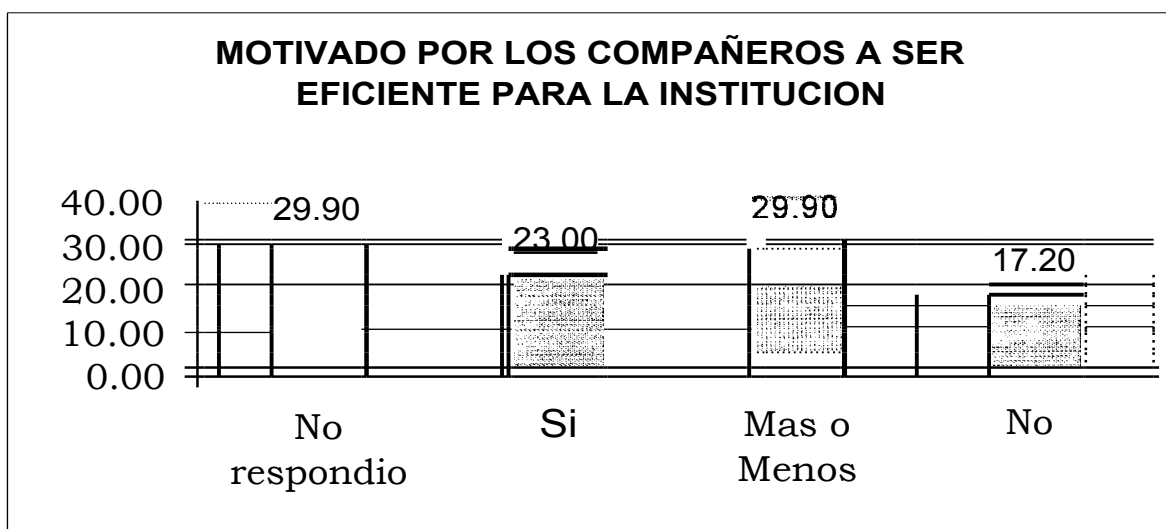 MOTIVADO POR LOS COMPAÑEROS A SER
EFICIENTE PARA LA INSTITUCION
40.00
30.00
20.00
10.00
0.00
29.90
23.00
29.90
17.20
No
respondio
Si
Mas o
Menos
No